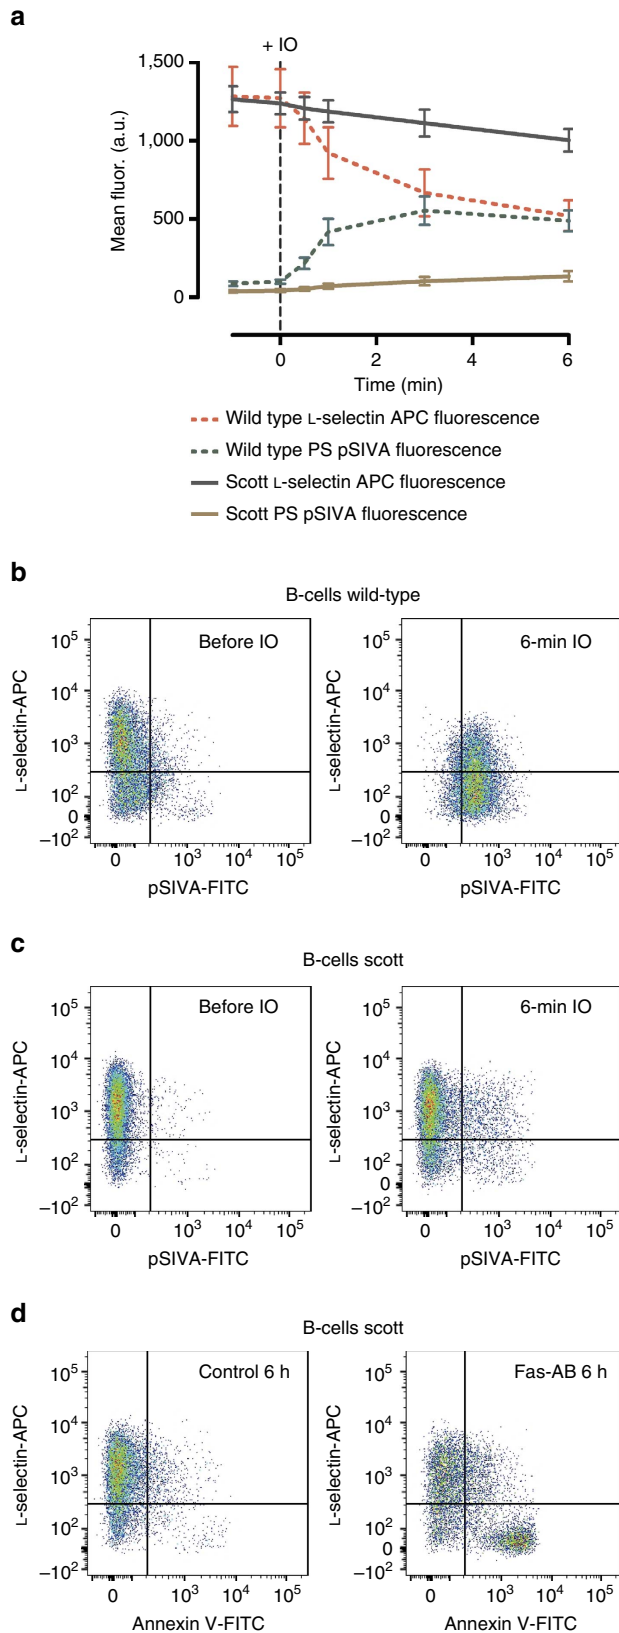 a
+ IO
1,500
1,000
500
0
Mean fluor. (a.u.)
0 2 4 6
Time (min)
Wild type L-selectin APC fluorescence
Wild type PS pSIVA fluorescence
Scott L-selectin APC fluorescence
Scott PS pSIVA fluorescence
b
B-cells wild-type
Before IO
10⁵
10⁴
10³
10²
0
–10²
L-selectin-APC
0 10³ 10⁴ 10⁵
pSIVA-FITC
6-min IO
10⁵
10⁴
10³
10²
0
–10²
L-selectin-APC
0 10³ 10⁴ 10⁵
pSIVA-FITC
c
B-cells scott
Before IO
10⁵
10⁴
10³
10²
0
–10²
L-selectin-APC
0 10³ 10⁴ 10⁵
pSIVA-FITC
6-min IO
10⁵
10⁴
10³
10²
0
–10²
L-selectin-APC
0 10³ 10⁴ 10⁵
pSIVA-FITC
d
B-cells scott
Control 6 h
10⁵
10⁴
10³
10²
0
–10²
L-selectin-APC
0 10³ 10⁴ 10⁵
Annexin V-FITC
Fas-AB 6 h
10⁵
10⁴
10³
10²
0
–10²
L-selectin-APC
0 10³ 10⁴ 10⁵
Annexin V-FITC